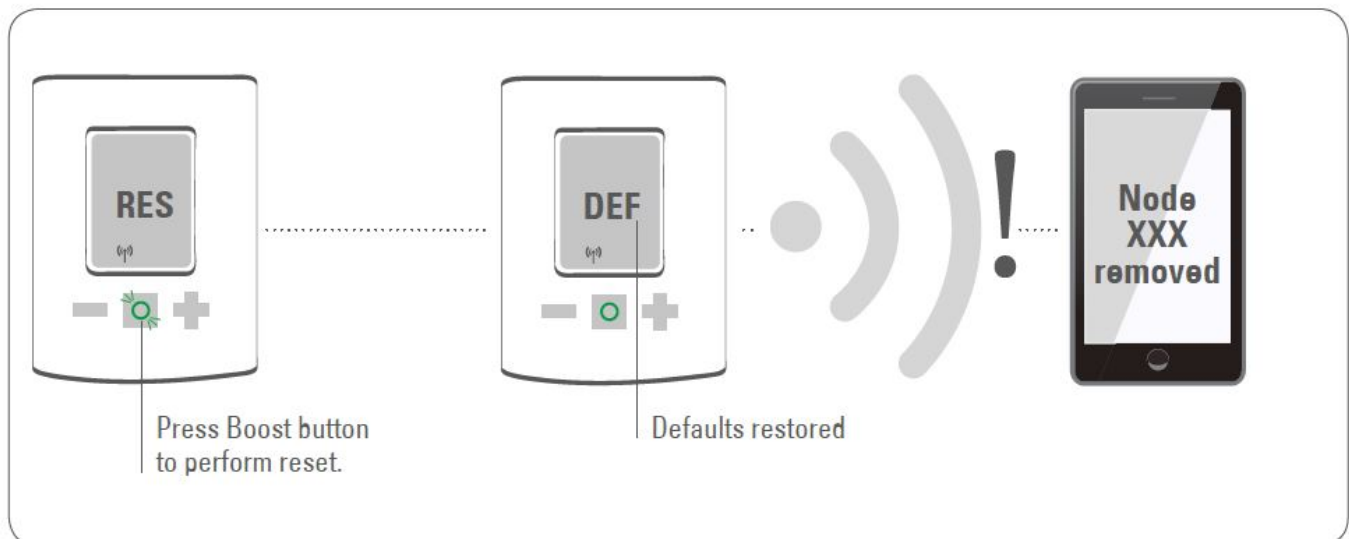 RES
DEF
Node
XXX
removed
Press Boost button
to perform reset.
Defaults restored